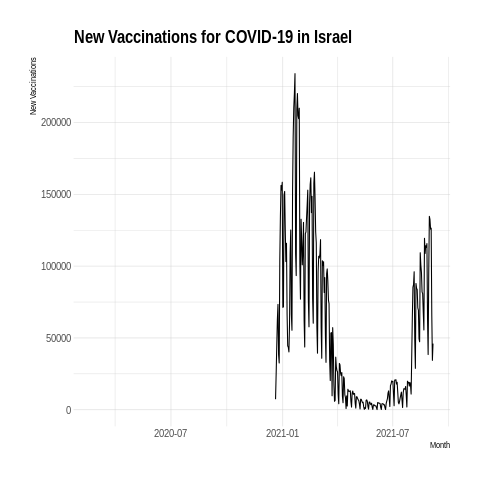 New Vaccinations for COVID-19 in Israel
New Vaccinations
200000
150000
100000
50000
0
2020-07
2021-01
2021-07
Month